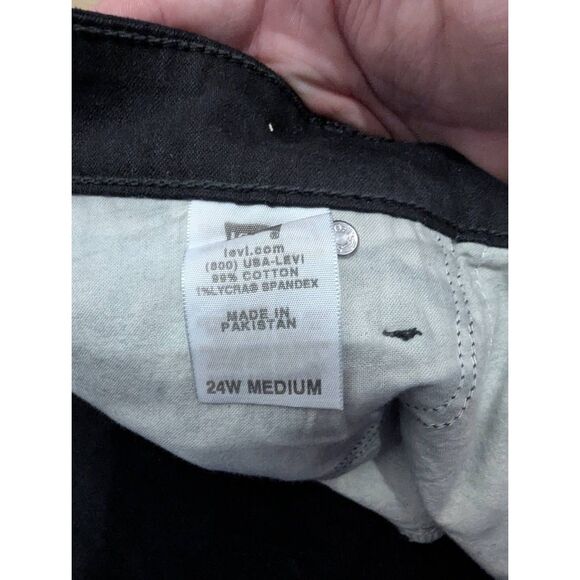 levi.com
(800) USA-LEVI
99% COTTON
1%LYCRA® SPANDEX
MADE IN
PAKISTAN
24W MEDIUM